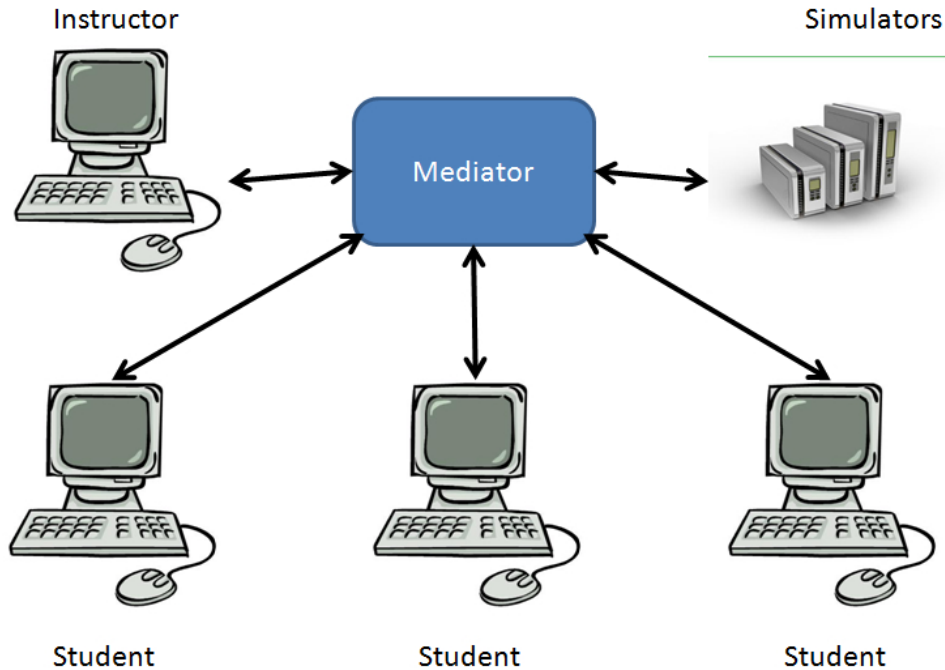 Instructor
Simulators
Mediator
Student
Student
Student